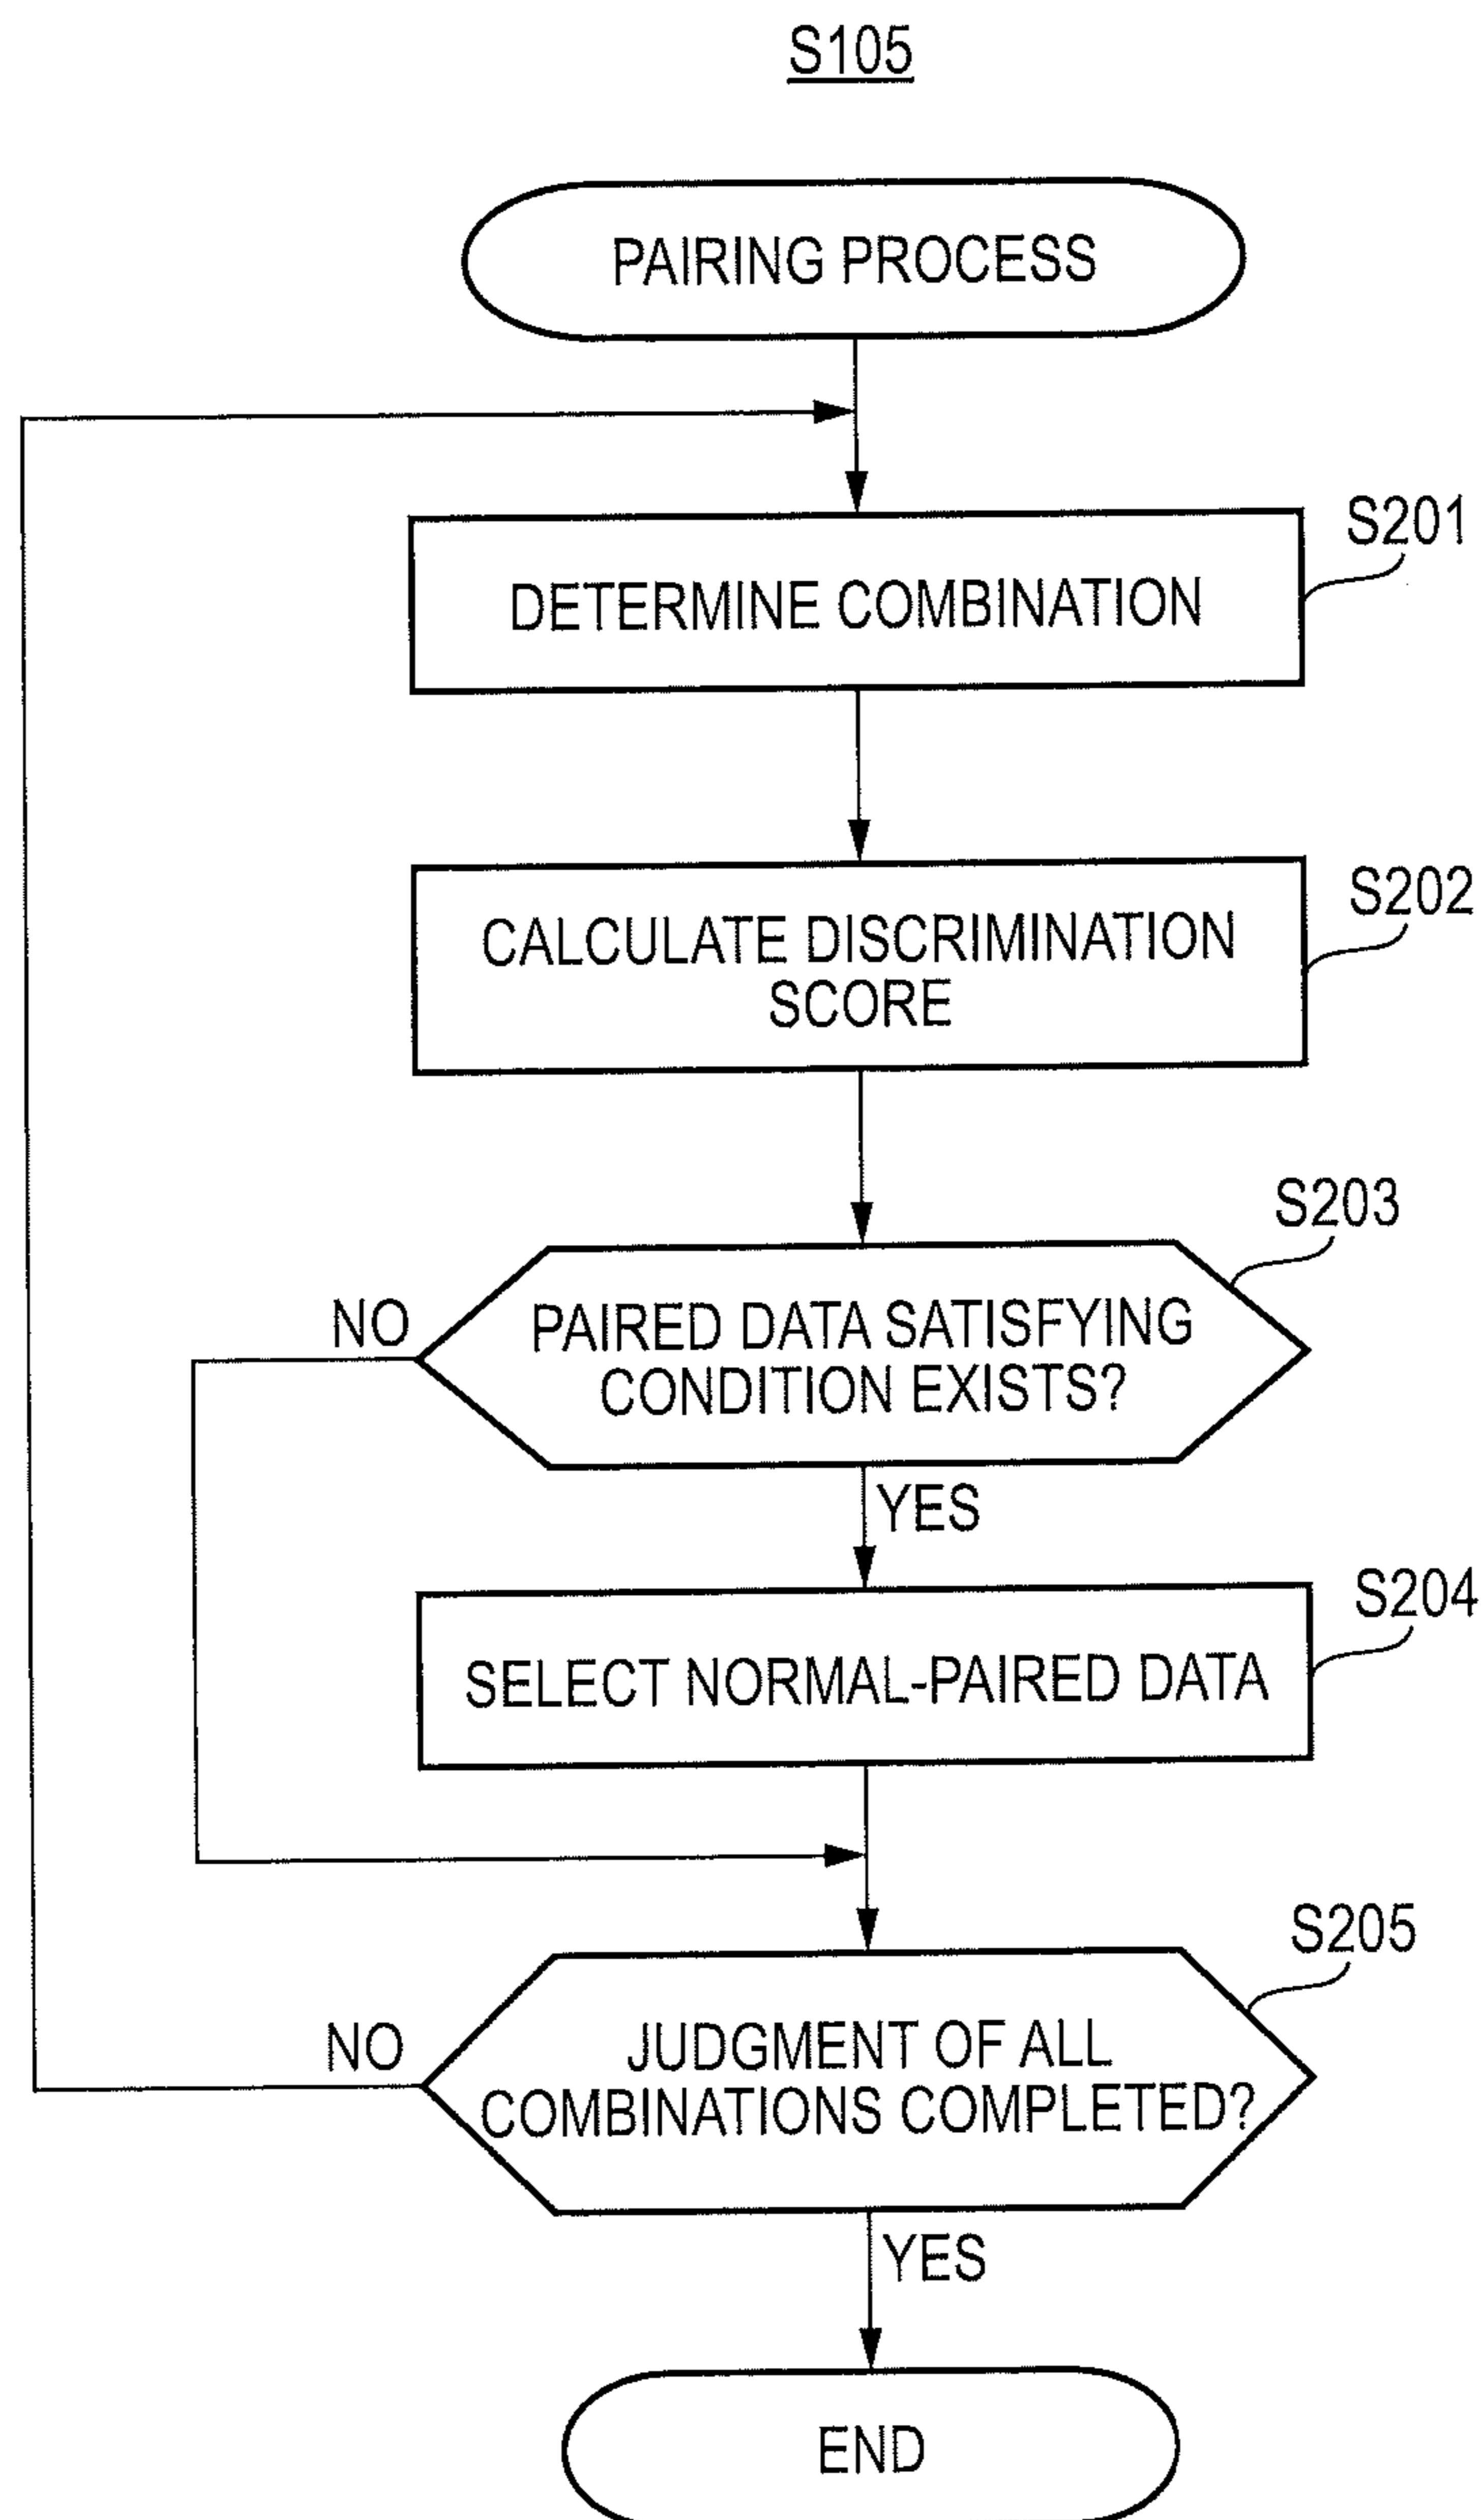 S105
PAIRING PROCESS
S201
DETERMINE COMBINATION
S202
CALCULATE DISCRIMINATION
SCORE
S203
NO
PAIRED DATA SATISFYING
CONDITION EXISTS?
YES
S204
SELECT NORMAL-PAIRED DATA
S205
NO
JUDGMENT OF ALL
COMBINATIONS COMPLETED?
YES
END